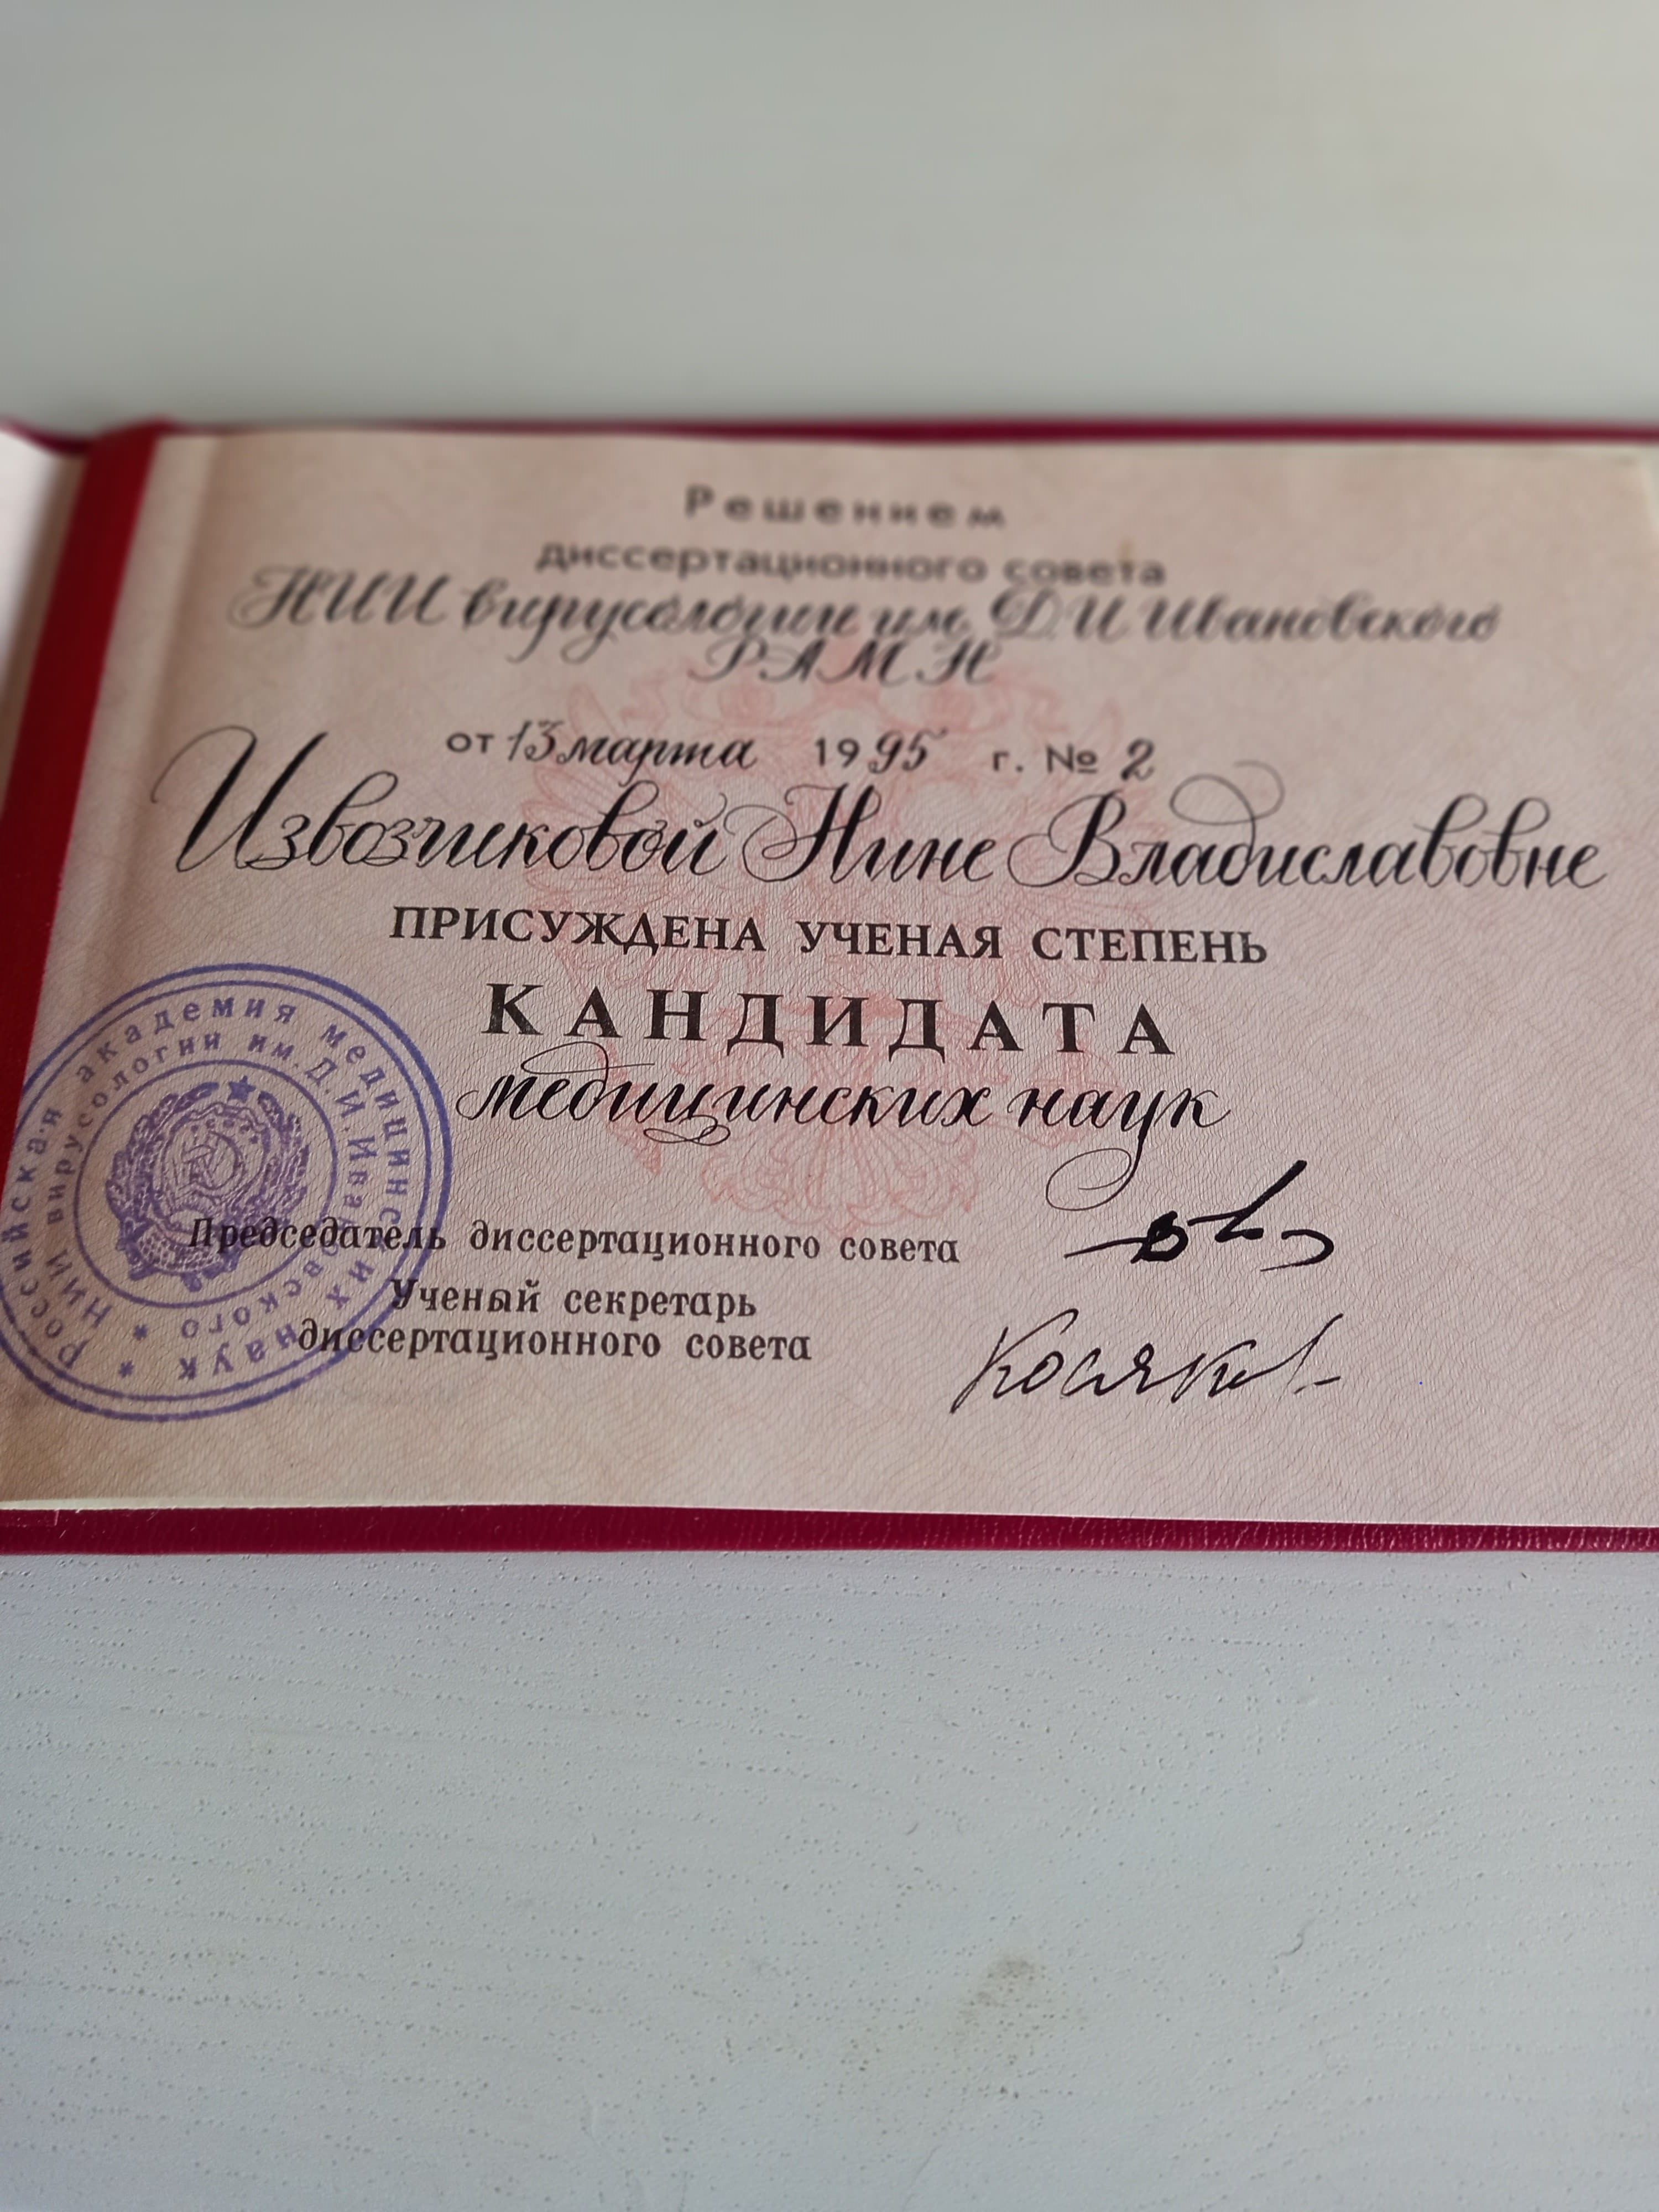 Решением
диссертационного совета
НИИ вирусологии им. Д.И Ивановского
РАМН
от 13 марта 1995 г. № 2
Извозчиковой Нине Владиславовне
ПРИСУЖДЕНА УЧЕНАЯ СТЕПЕНЬ
КАНДИДАТА
медицинских наук
Председатель диссертационного совета
Ученый секретарь
диссертационного совета
Российская академия медицинских наук
НИИ вирусологии им. Д.И. Ивановского